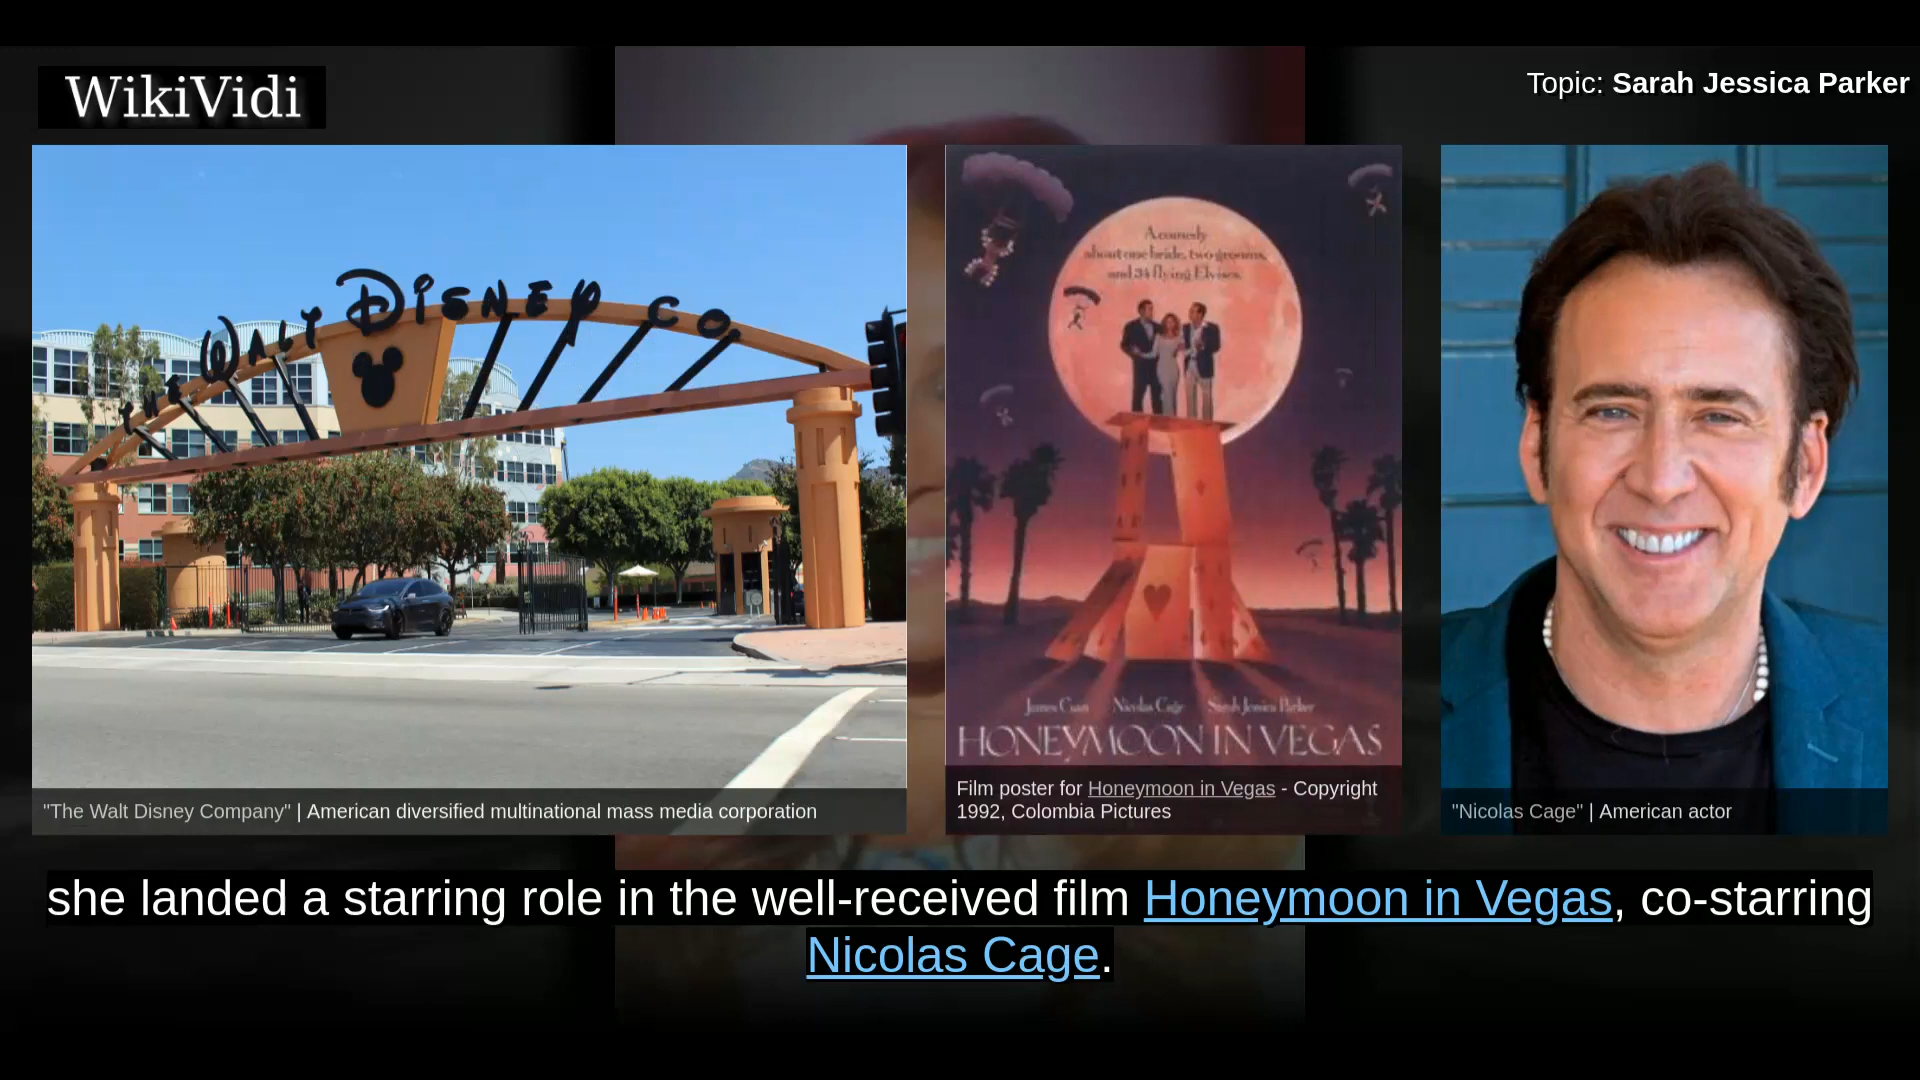 WikiVidi
Topic: Sarah Jessica Parker
THE WALT DISNEY CO.
"The Walt Disney Company" | American diversified multinational mass media corporation
A comedy
about one bride, two grooms,
and 34 flying Elvises.
James Caan Nicolas Cage Sarah Jessica Parker
HONEYMOON IN VEGAS
Film poster for Honeymoon in Vegas - Copyright
1992, Colombia Pictures
"Nicolas Cage" | American actor
she landed a starring role in the well-received film Honeymoon in Vegas, co-starring
Nicolas Cage.